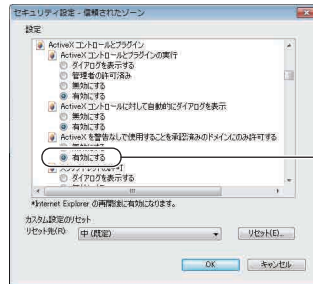 セキュリティ設定 - 信頼されたゾーン
設定
ActiveX コントロールとプラグイン
ActiveX コントロールとプラグインの実行
ダイアログを表示する
管理者の許可済み
無効にする
有効にする
ActiveX コントロールに対して自動的にダイアログを表示
無効にする
有効にする
ActiveX を警告なしで使用することを承認済みのドメインにのみ許可する
有効にする
ダイアログを表示する
*Internet Explorer の再開後に有効になります。
カスタム設定のリセット
リセット先(R):
中 (既定)
リセット(E)...
OK
キャンセル